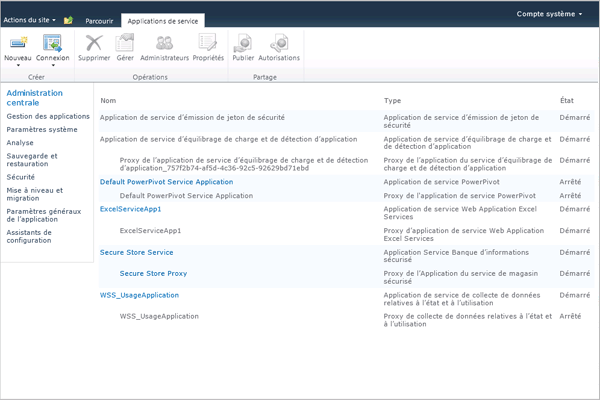 Compte système
Actions du site Parcourir Applications de service
Nouveau Connexion Supprimer Gérer Administrateurs Propriétés Publier Autorisations
Créer Opérations Partage
Administration
centrale
Gestion des applications
Paramètres système
Analyse
Sauvegarde et
restauration
Sécurité
Mise à niveau et
migration
Paramètres généraux
de l'application
Assistants de
configuration
Nom Type État
Application de service d'émission de jeton de sécurité Application de service d'émission de jeton de Démarré
sécurité
Application de service d'équilibrage de charge et de détection d'application Application de service d'équilibrage de charge et Démarré
de détection d'application
Proxy de l'application de service d'équilibrage de charge et de détection Proxy de l'application du service d'équilibrage de Démarré
d'application_757f2b74-af5d-4c36-92c5-92629bd71ebd charge et de détection d'application
Default PowerPivot Service Application Application de service PowerPivot Arrêté
Default PowerPivot Service Application Proxy de l'application de service PowerPivot Arrêté
ExcelServiceApp1 Application de service Web Application Excel Démarré
Services
ExcelServiceApp1 Proxy d'application de service Web Application Démarré
Excel Services
Secure Store Service Application Service Banque d'informations Démarré
sécurisé
Secure Store Proxy Proxy de l'Application du service de magasin Démarré
sécurisé
WSS_UsageApplication Application de service de collecte de données Démarré
relatives à l'état et à l'utilisation
WSS_UsageApplication Proxy de collecte de données relatives à l'état et Arrêté
à l'utilisation